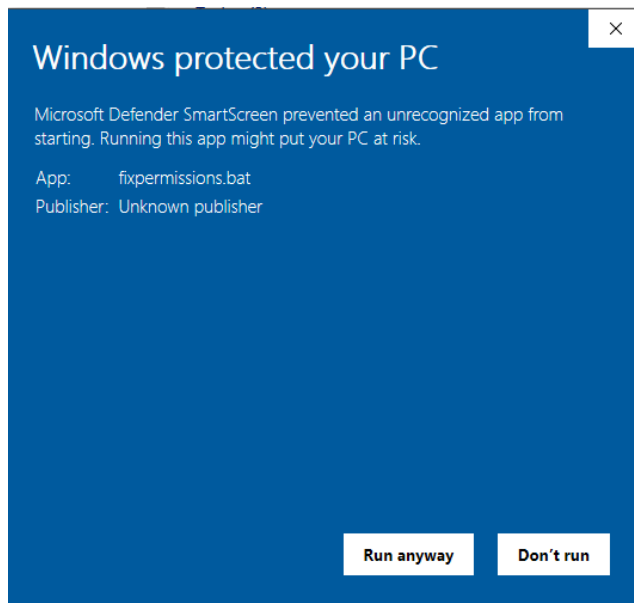 Windows protected your PC
Microsoft Defender SmartScreen prevented an unrecognized app from
starting. Running this app might put your PC at risk.
App: fixpermissions.bat
Publisher: Unknown publisher
Run anyway Don't run